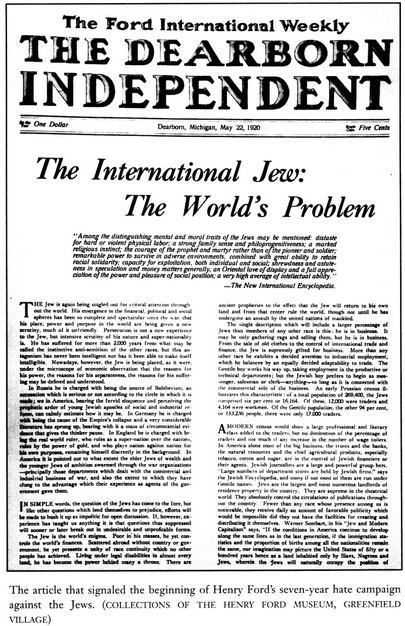 The Ford International Weekly
THE DEARBORN
INDEPENDENT
One Dollar
Dearborn, Michigan, May 22, 1920
Five Cents
The International Jew:
The World's Problem
"Among the distinguishing mental and moral traits of the Jews may be mentioned: distaste
for hard or violent physical labor; a strong family sense and philoprogenitiveness; a marked
religious instinct; the courage of the prophet and martyr rather than of the pioneer and soldier;
remarkable power to survive in adverse environments, combined with great ability to retain
racial solidarity; capacity for exploitation, both individual and social; shrewdness and astute-
ness in speculation and money matters generally; an Oriental love of display and a full appre-
ciation of the power and pleasure of social position; a very high average of intellectual ability."
—The New International Encyclopedia.
THE Jew is again being singled out for critical attention through-
out the world. His emergence in the financial, political and social
spheres has been so complete and spectacular since the war, that
his place, power and purpose in the world are being given a new
scrutiny, much of it unfriendly. Persecution is not a new experience
to the Jew, but intensive scrutiny of his nature and super-nationality
is. He has suffered for more than 2,000 years from what may be
called the instinctive anti-semitism of the other races, but this an-
tagonism has never been intelligent nor has it been able to make itself
intelligible. Nowadays, however, the Jew is being placed, as it were,
under the microscope of economic observation that the reasons for
his power, the reasons for his separateness, the reasons for his suffer-
ing may be defined and understood.
In Russia he is charged with being the source of Bolshevism, an
accusation which is serious or not according to the circle in which it is
made; we in America, hearing the fervid eloquence and perceiving the
prophetic ardor of young Jewish apostles of social and industrial re-
form, can calmly estimate how it may be. In Germany he is charged
with being the cause of the Empire's collapse and a very considerable
literature has sprung up, bearing with it a mass of circumstantial evi-
dence that gives the thinker pause. In England he is charged with be-
ing the real world ruler, who rules as a super-nation over the nations,
rules by the power of gold, and who plays nation against nation for
his own purposes, remaining himself discreetly in the background. In
America it is pointed out to what extent the elder Jews of wealth and
the younger Jews of ambition swarmed through the war organizations
—principally those departments which dealt with the commercial and
industrial business of war, and also the extent to which they have
clung to the advantage which their experience as agents of the gov-
ernment gave them.
IN SIMPLE words, the question of the Jews has come to the fore, but
like other questions which lend themselves to prejudice, efforts will
be made to hush it up as impolitic for open discussion. If, however, ex-
perience has taught us anything it is that questions thus suppressed
will sooner or later break out in undesirable and unprofitable forms.
The Jew is the world's enigma. Poor in his masses, he yet con-
trols the world's finances. Scattered abroad without country or gov-
ernment, he yet presents a unity of race continuity which no other
people has achieved. Living under legal disabilities in almost every
land, he has become the power behind many a throne. There are
ancient prophecies to the effect that the Jew will return to his own
land and from that center rule the world, though not until he has
undergone an assault by the united nations of mankind.
The single description which will include a larger percentage of
Jews than members of any other race is this: he is in business. It
may be only gathering rags and selling them, but he is in business.
From the sale of old clothes to the control of international trade and
finance, the Jew is supremely gifted for business. More than any
other race he exhibits a decided aversion to industrial employment,
which he balances by an equally decided adaptability to trade. The
Gentile boy works his way up, taking employment in the productive or
technical departments; but the Jewish boy prefers to begin as mes-
senger, salesman or clerk—anything—so long as it is connected with
the commercial side of the business. An early Prussian census il-
lustrates this characteristic: of a total population of 269,400, the Jews
comprised six per cent or 16,164. Of these, 12,000 were traders and
4,164 were workmen. Of the Gentile population, the other 94 per cent,
or 153,236 people, there were only 17,000 traders.
A MODERN census would show a large professional and literary
class added to the traders, but no diminution of the percentage of
traders and not much if any increase in the number of wage toilers.
In America alone most of the big business, the trusts and the banks,
the natural resources and the chief agricultural products, especially
tobacco, cotton and sugar, are in the control of Jewish financiers or
their agents. Jewish journalists are a large and powerful group here.
"Large numbers of department stores are held by Jewish firms," says
the Jewish Encyclopedia, and many if not most of them are run under
Gentile names. Jews are the largest and most numerous landlords of
residence property in the country. They are supreme in the theatrical
world. They absolutely control the circulations of publications through-
out the country. Fewer than any race whose presence among us is
noticeable, they receive daily an amount of favorable publicity which
would be impossible did they not have the facilities for creating and
distributing it themselves. Werner Sombart, in his "Jew and Modern
Capitalism" says, "If the conditions in America continue to develop
along the same lines as in the last generation, if the immigration sta-
tistics and the proportion of births among all the nationalities remain
the same, our imagination may picture the United States of fifty or a
hundred years hence as a land inhabited only by Slavs, Negroes and
Jews, wherein the Jews will naturally occupy the position of
The article that signaled the beginning of Henry Ford's seven-year hate campaign
against the Jews. (COLLECTIONS OF THE HENRY FORD MUSEUM, GREENFIELD
VILLAGE)